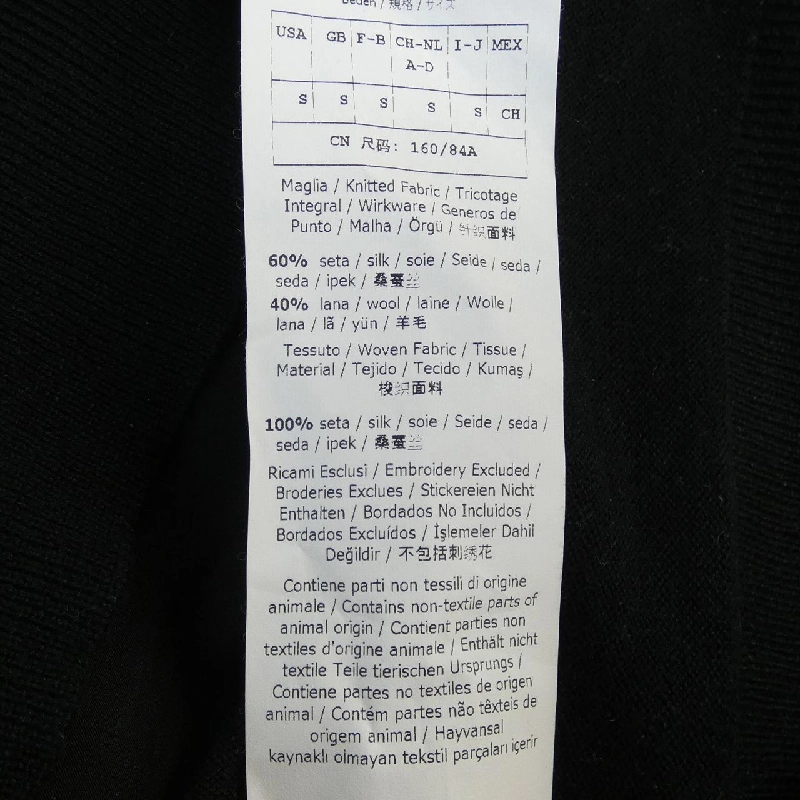 Beden / 規格 / サイズ
USA GB F-B CH-NL I-J MEX
A-D
S S S S S CH
CN 尺码: 160/84A
Maglia / Knitted Fabric / Tricotage
Integral / Wirkware / Generos de
Punto / Malha / Örgü / 针织面料
60% seta / silk / soie / Seide / seda /
seda / ipek / 桑蚕丝
40% lana / wool / laine / Wolle /
lana / lã / yün / 羊毛
Tessuto / Woven Fabric / Tissue /
Material / Tejido / Tecido / Kumaş /
梭织面料
100% seta / silk / soie / Seide / seda /
seda / ipek / 桑蚕丝
Ricami Esclusi / Embroidery Excluded /
Broderies Exclues / Stickereien Nicht
Enthalten / Bordados No Incluidos /
Bordados Excluídos / İşlemeler Dahil
Değildir / 不包括刺绣花
Contiene parti non tessili di origine
animale / Contains non-textile parts of
animal origin / Contient parties non
textiles d'origine animale / Enthält nicht
textile Teile tierischen Ursprungs /
Contiene partes no textiles de origen
animal / Contém partes não têxteis de
origem animal / Hayvansal
kaynaklı olmayan tekstil parçaları içerir